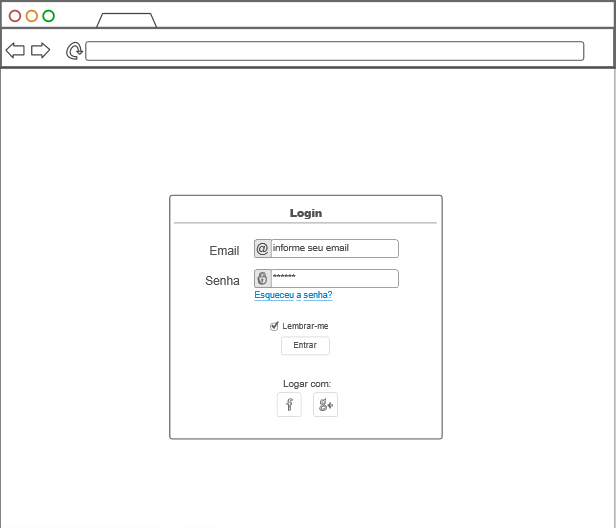 Login
Email @ informe seu email
Senha ******
Esqueceu a senha?
Lembrar-me
Entrar
Logar com:
f g+